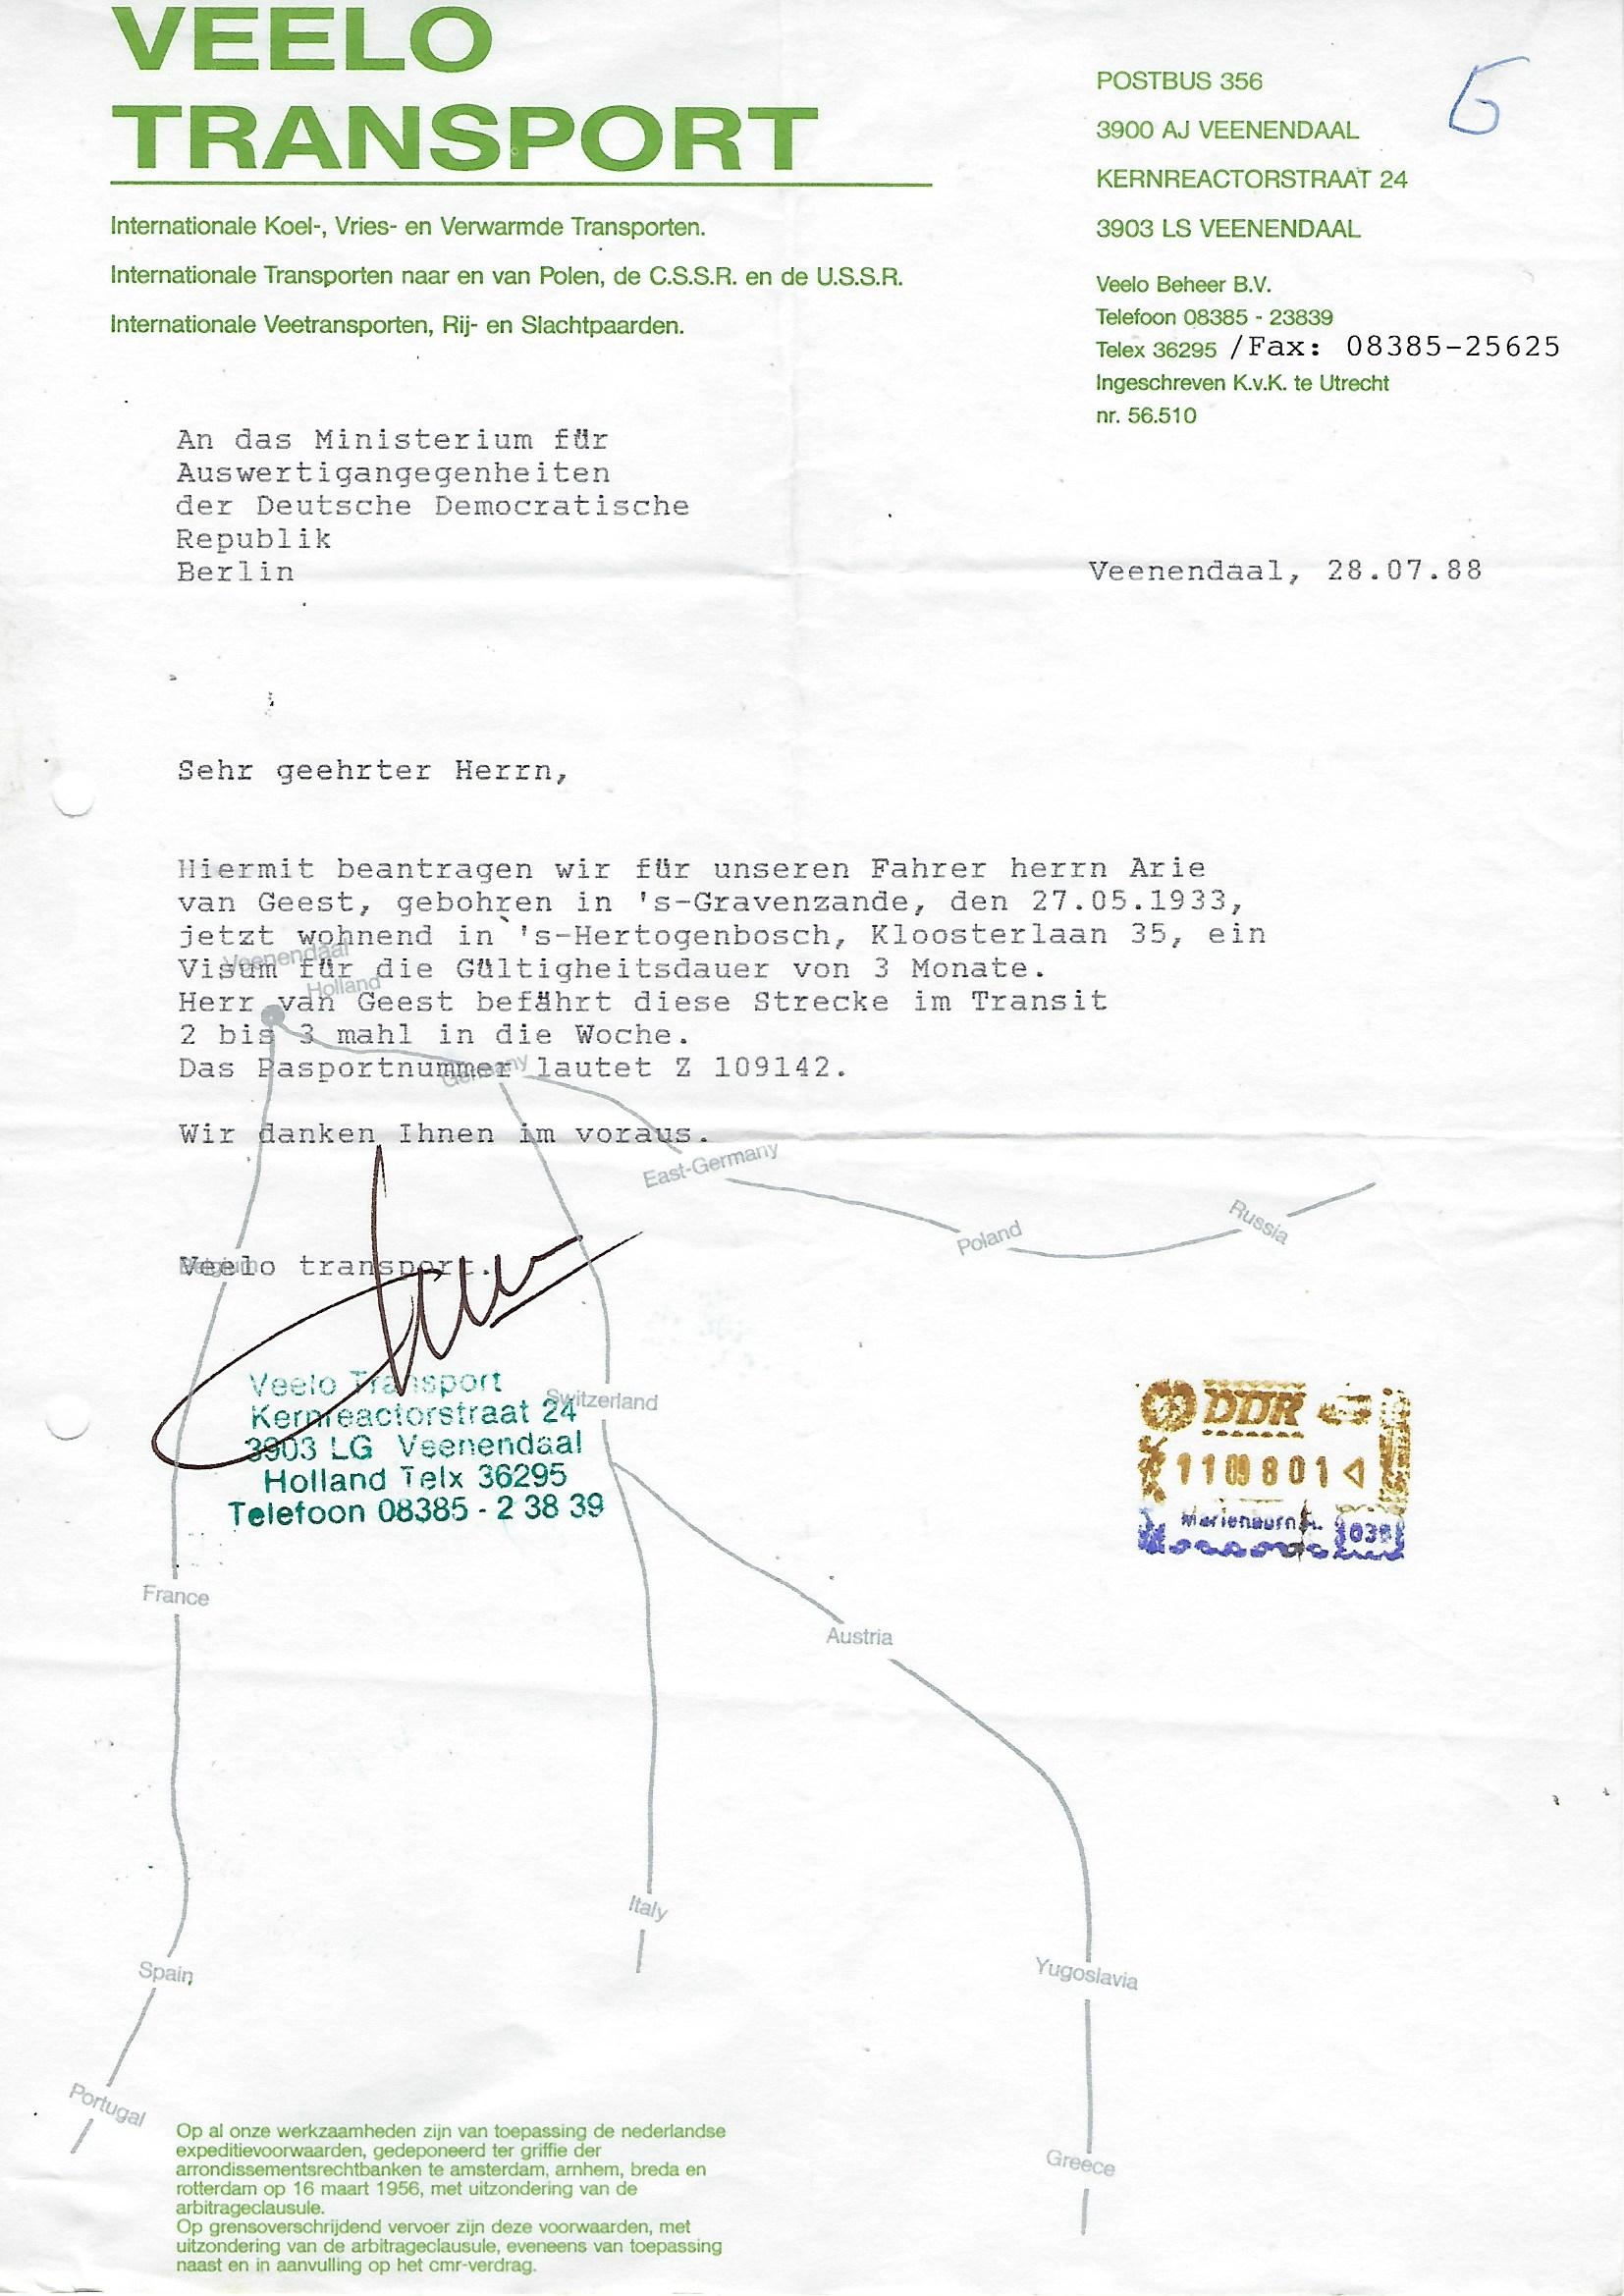 VEELO
TRANSPORT
Internationale Koel-, Vries- en Verwarmde Transporten.
Internationale Transporten naar en van Polen, de C.S.S.R. en de U.S.S.R.
Internationale Veetransporten, Rij- en Slachtpaarden.
POSTBUS 356
3900 AJ VEENENDAAL
KERNREACTORSTRAAT 24
3903 LS VEENENDAAL
Veelo Beheer B.V.
Telefoon 08385 - 23839
Telex 36295 /Fax: 08385-25625
Ingeschreven K.v.K. te Utrecht
nr. 56.510
An das Ministerium für
Auswertigangegenheiten
der Deutsche Democratische
Republik
Berlin
Veenendaal, 28.07.88
Sehr geehrter Herrn,
Hiermit beantragen wir für unseren Fahrer herrn Arie
van Geest, gebohren in 's-Gravenzande, den 27.05.1933,
jetzt wohnend in 's-Hertogenbosch, Kloosterlaan 35, ein
Visum für die Gültigheitsdauer von 3 Monate.
Herr van Geest befährt diese Strecke im Transit
2 bis 3 mahl in die Woche.
Das Pasportnummer lautet Z 109142.
Wir danken Ihnen im voraus.
Veelo transport.
Veelo Transport
Kernreactorstraat 24
3903 LG Veenendaal
Holland Telx 36295
Telefoon 08385 - 2 38 39
DDR
11 09 8 01
Marienborn A.
Veenendaal
Holland
Germany
East-Germany
Poland
Russia
Belgium
Switzerland
France
Austria
Italy
Spain
Yugoslavia
Portugal
Greece
Op al onze werkzaamheden zijn van toepassing de nederlandse
expeditievoorwaarden, gedeponeerd ter griffie der
arrondissementsrechtbanken te amsterdam, arnhem, breda en
rotterdam op 16 maart 1956, met uitzondering van de
arbitrageclausule.
Op grensoverschrijdend vervoer zijn deze voorwaarden, met
uitzondering van de arbitrageclausule, eveneens van toepassing
naast en in aanvulling op het cmr-verdrag.